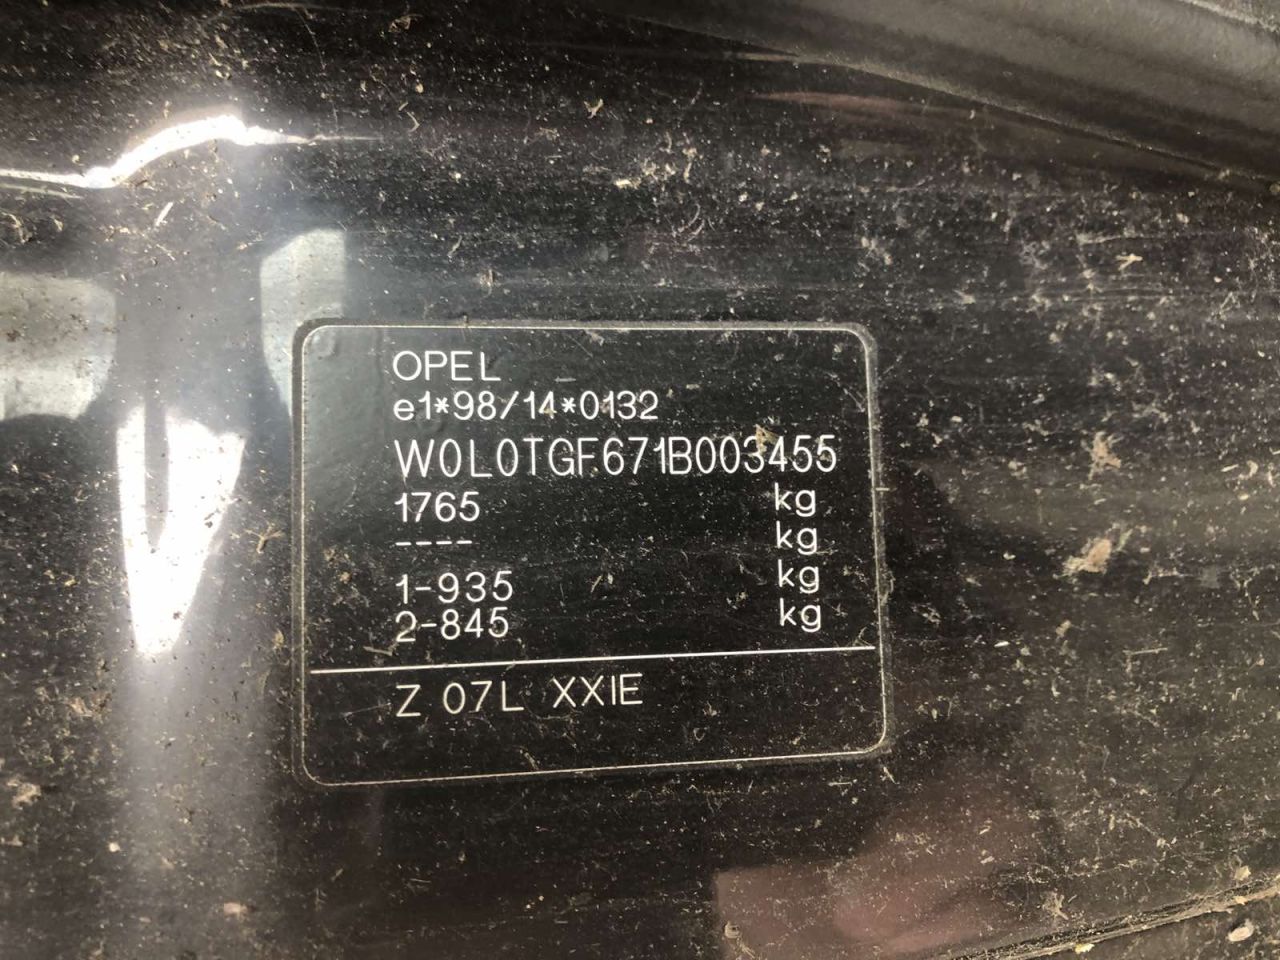 OPEL
e1*98/14*0132
W0L0TGF671B003455
1765 kg
---- kg
1-935 kg
2-845 kg
Z 07L XXIE